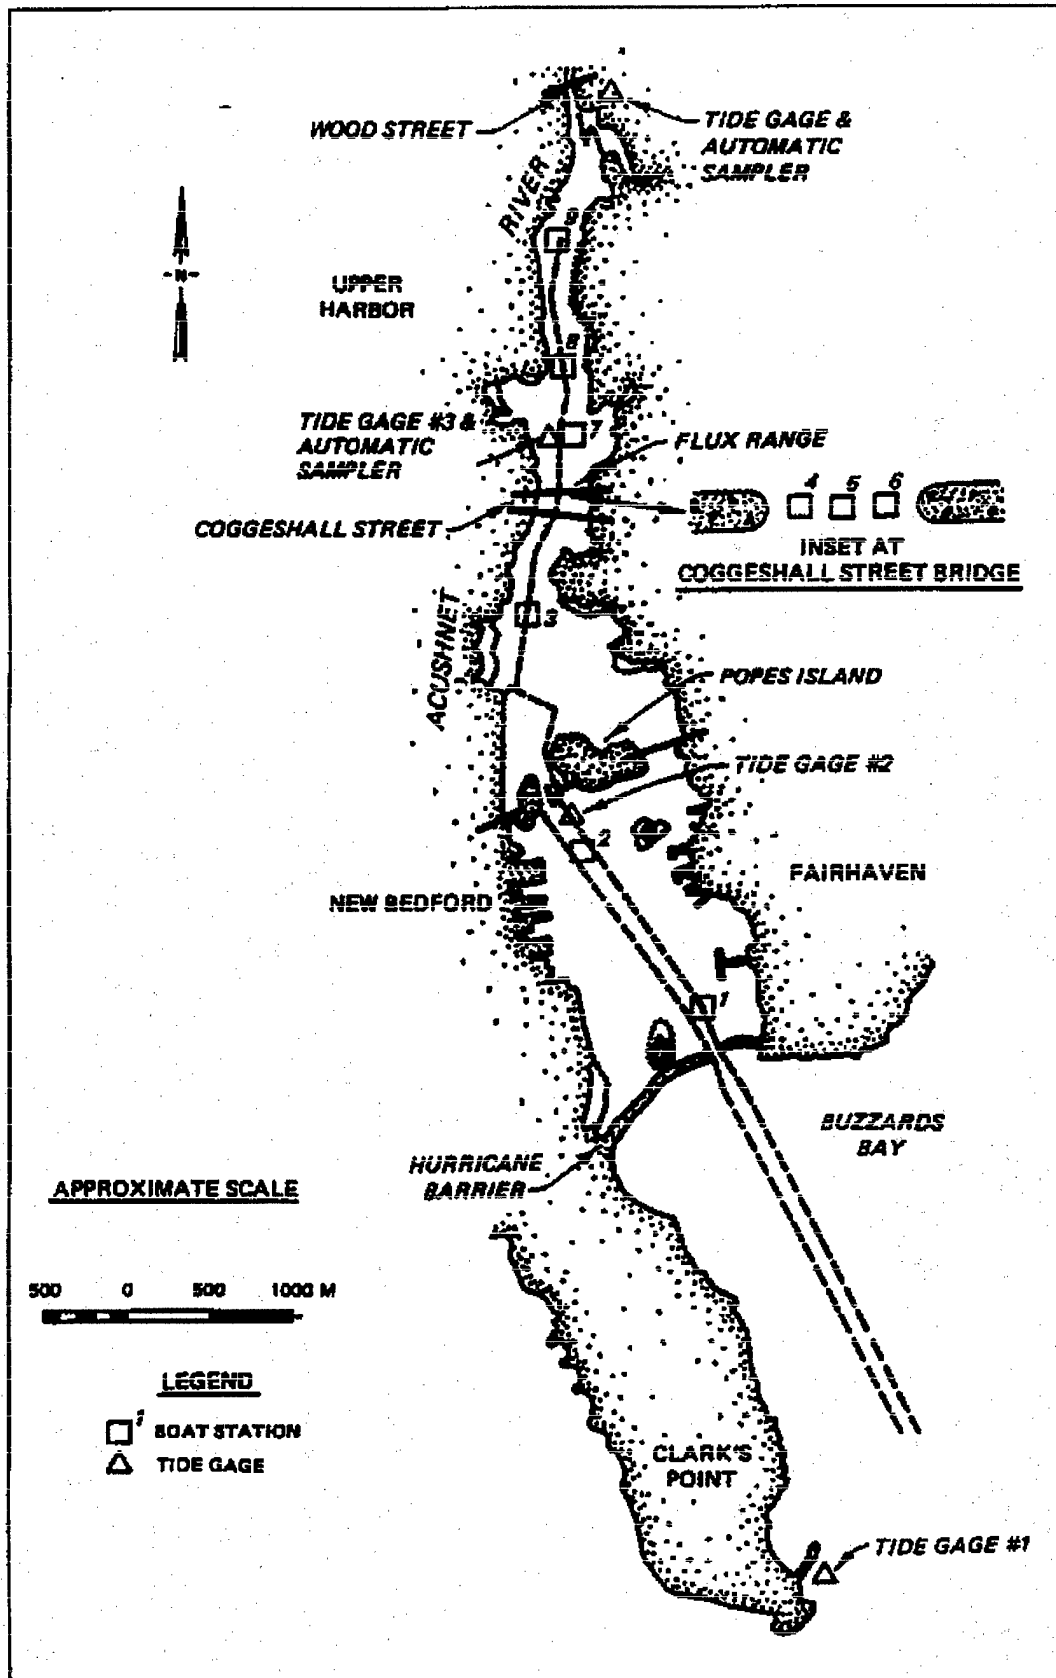 WOOD STREET
TIDE GAGE &
AUTOMATIC
SAMPLER
RIVER
N
9
UPPER
HARBOR
8
TIDE GAGE #3 &
AUTOMATIC
SAMPLER
7
FLUX RANGE
4 5 6
COGGESHALL STREET
INSET AT
COGGESHALL STREET BRIDGE
3
ACUSHNET
POPES ISLAND
TIDE GAGE #2
2
FAIRHAVEN
NEW BEDFORD
1
BUZZARDS
BAY
HURRICANE
BARRIER
APPROXIMATE SCALE
500 0 500 1000 M
LEGEND
BOAT STATION
TIDE GAGE
CLARK'S
POINT
TIDE GAGE #1